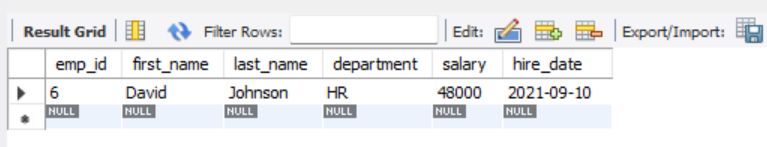 Result Grid Filter Rows: Edit: Export/Import:
emp_id first_name last_name department salary hire_date
6 David Johnson HR 48000 2021-09-10
NULL NULL NULL NULL NULL NULL